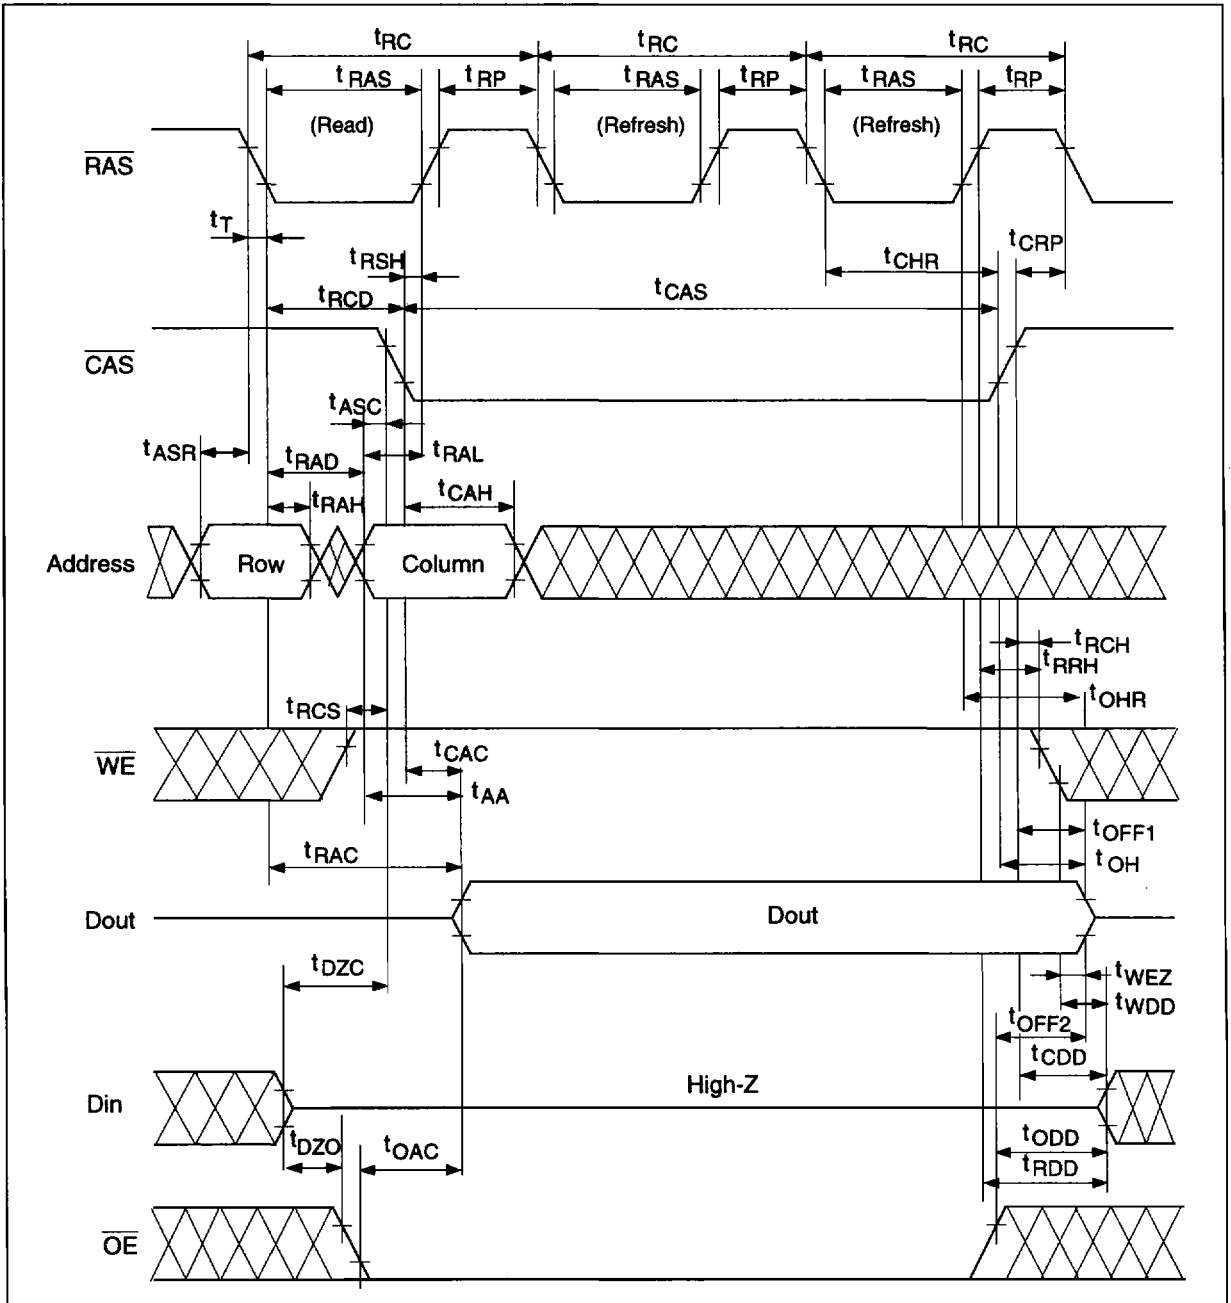 tRC tRC tRC
tRAS tRP tRAS tRP tRAS tRP
(Read) (Refresh) (Refresh)
RAS
tT
tCRP
tRSH tCHR
tRCD tCAS
CAS
tASC
tASR tRAD tRAL
tRAH tCAH
Address Row Column
tRCH
tRRH
tOHR
tRCS
WE tCAC
tAA
tOFF1
tRAC tOH
Dout Dout
tDZC tWEZ
tWDD
tOFF2
tCDD
Din High-Z
tDZO tOAC tODD
tRDD
OE